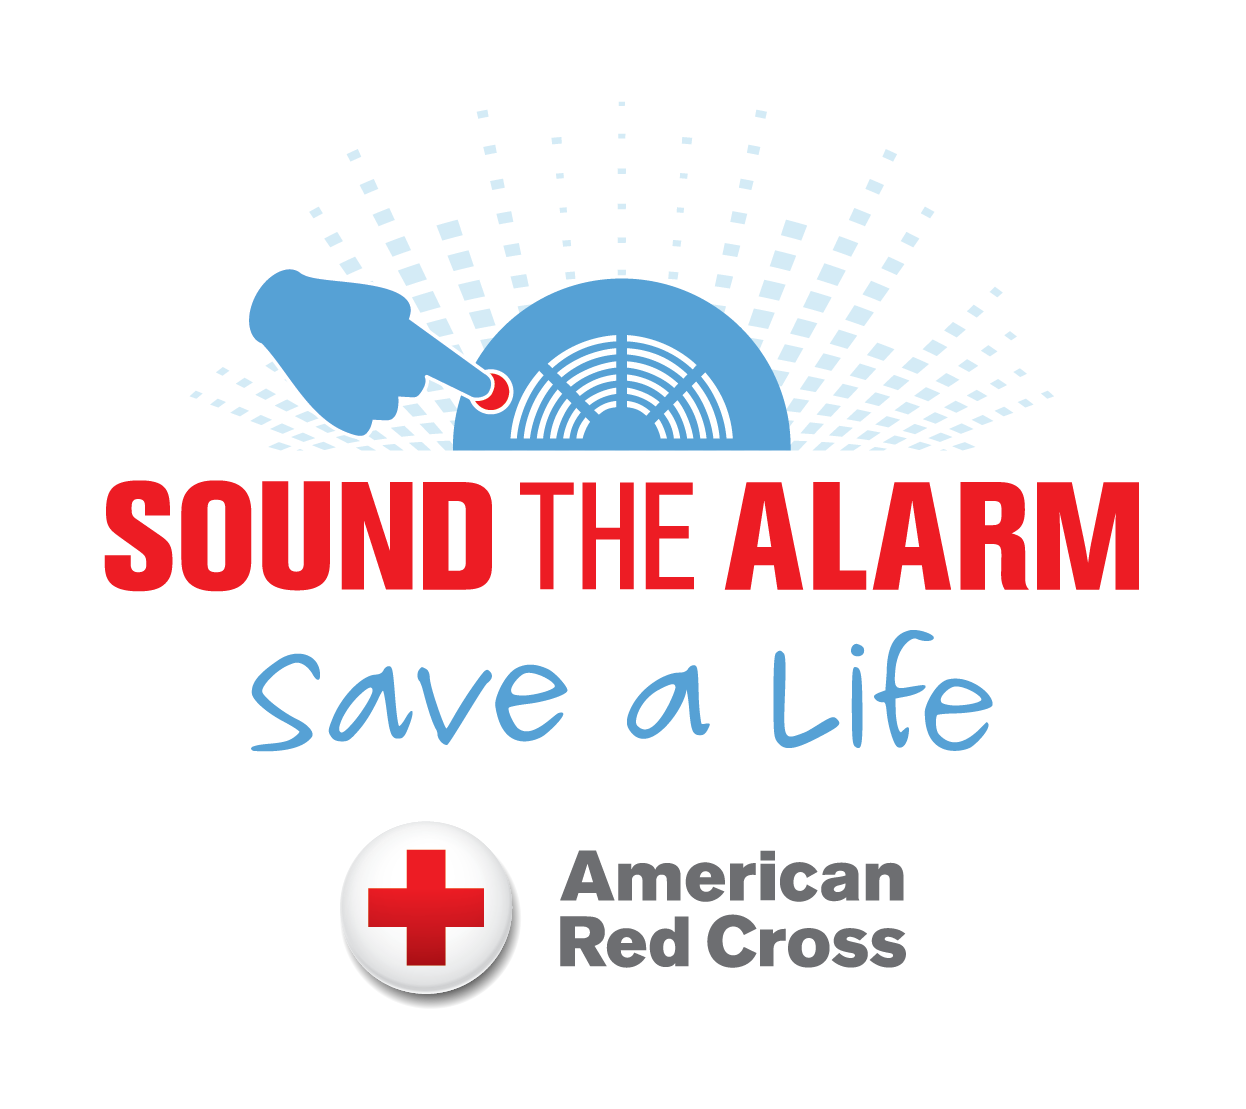 SOUND THE ALARM
Save a Life
American
Red Cross